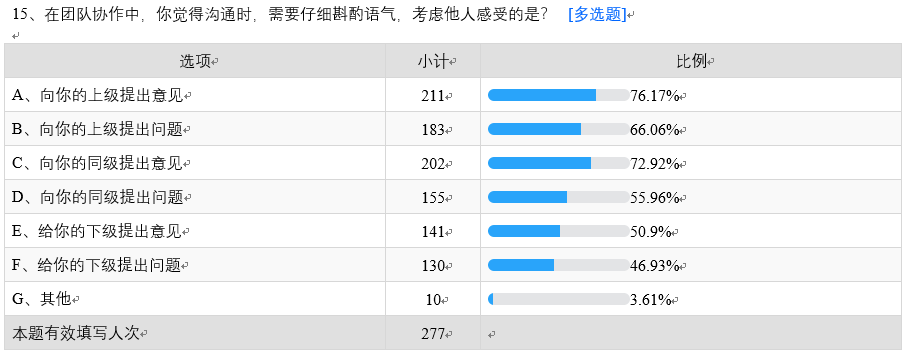 15、在团队协作中，你觉得沟通时，需要仔细斟酌语气，考虑他人感受的是？ [多选题]
选项 小计 比例
A、向你的上级提出意见 211 76.17%
B、向你的上级提出问题 183 66.06%
C、向你的同级提出意见 202 72.92%
D、向你的同级提出问题 155 55.96%
E、给你的下级提出意见 141 50.9%
F、给你的下级提出问题 130 46.93%
G、其他 10 3.61%
本题有效填写人次 277